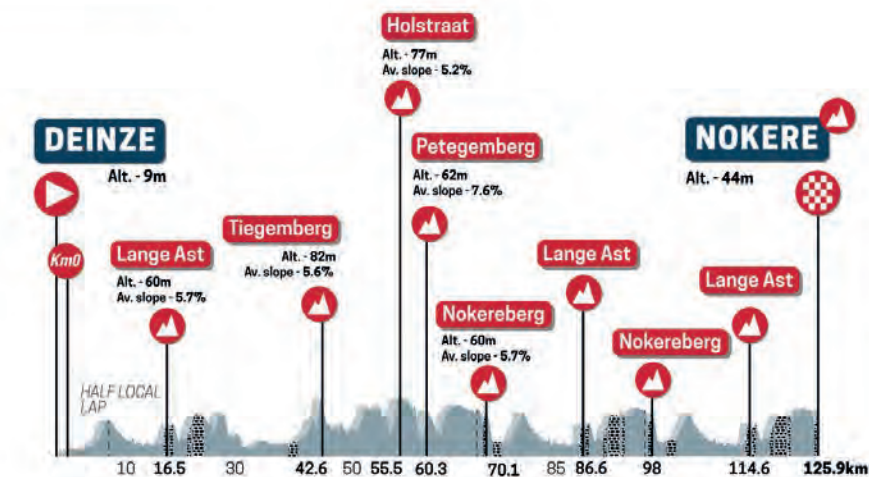 Holstraat
Alt. - 77m
Av. slope - 5.2%
DEINZE
Alt. - 9m
NOKERE
Alt. - 44m
Petegemberg
Alt. - 62m
Av. slope - 7.6%
Tiegemberg
Alt. - 82m
Av. slope - 5.6%
Km0
Lange Ast
Alt. - 60m
Av. slope - 5.7%
Lange Ast
Lange Ast
Nokereberg
Alt. - 60m
Av. slope - 5.7%
Nokereberg
HALF LOCAL
LAP
10 16.5 30 42.6 50 55.5 60.3 70.1 85 86.6 98 114.6 125.9km